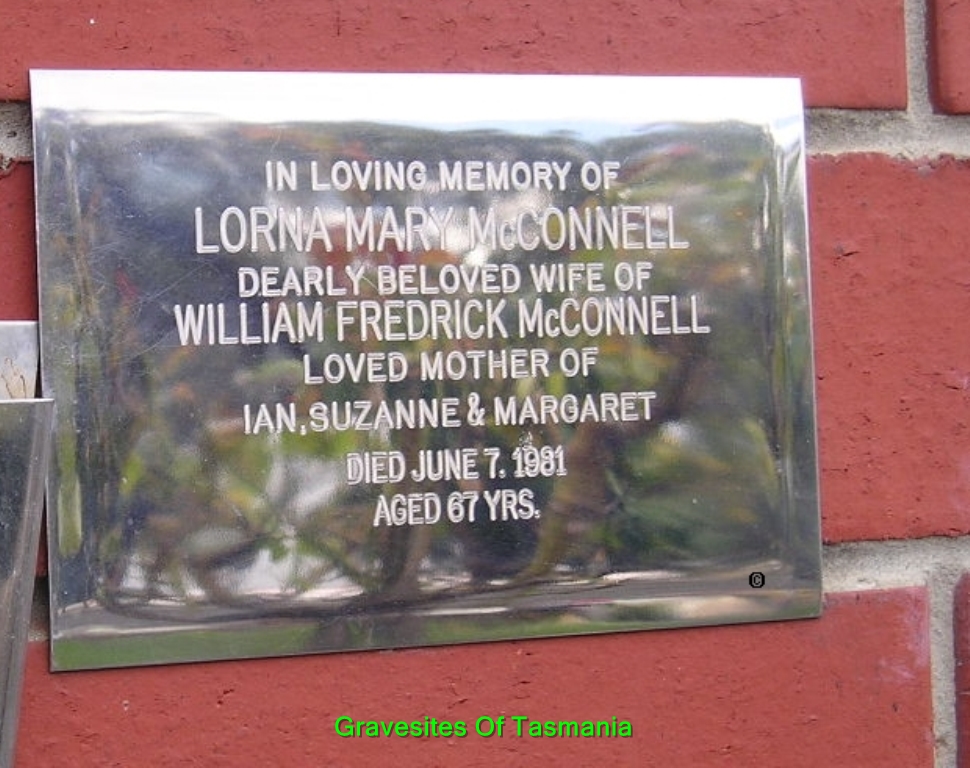 IN LOVING MEMORY OF
LORNA MARY McCONNELL
DEARLY BELOVED WIFE OF
WILLIAM FREDRICK McCONNELL
LOVED MOTHER OF
IAN, SUZANNE & MARGARET
DIED JUNE 7. 1981
AGED 67 YRS.
©
Gravesites Of Tasmania